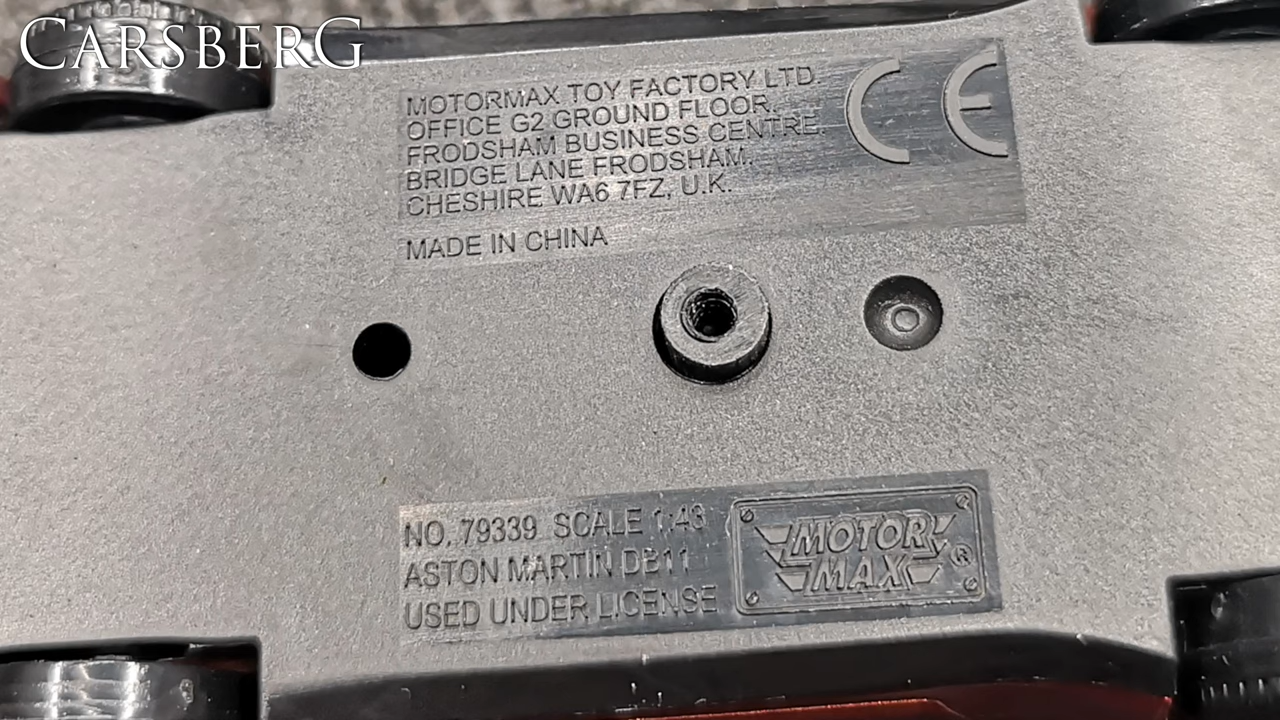 CARSBERG
MOTORMAX TOY FACTORY LTD.
OFFICE G2 GROUND FLOOR,
FRODSHAM BUSINESS CENTRE,
BRIDGE LANE FRODSHAM,
CHESHIRE WA6 7FZ, U.K.
CE
MADE IN CHINA
NO. 79339 SCALE 1:43
ASTON MARTIN DB11
USED UNDER LICENSE
MOTOR
MAX ®